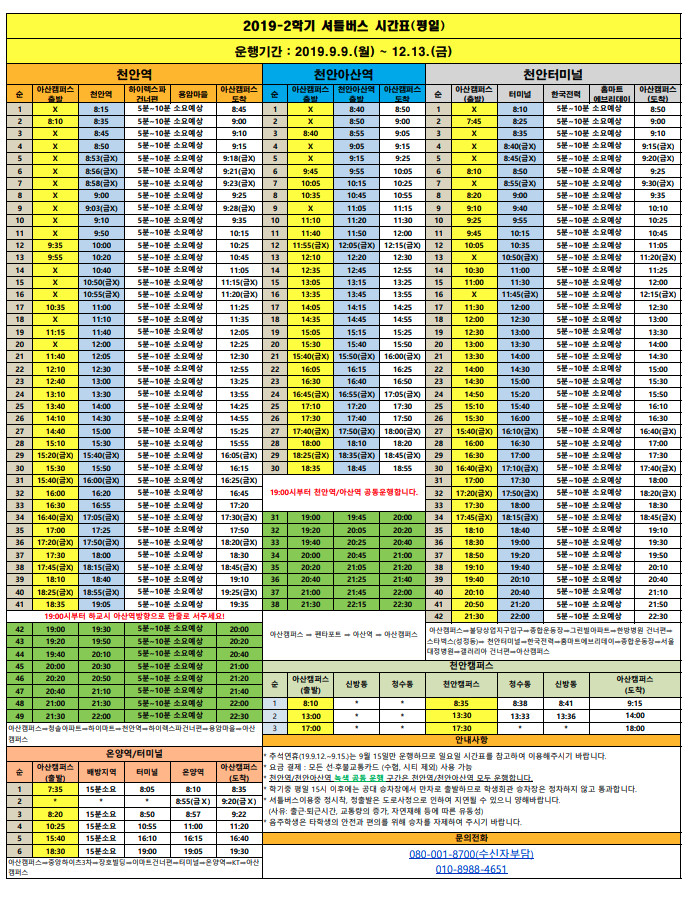 2019-2학기 셔틀버스 시간표(평일)
운행기간 : 2019.9.9.(월) ~ 12.13.(금)
천안역
순 아산캠퍼스 출발 천안역 하이렉스파 건너편 용암마을 아산캠퍼스 도착
1 X 8:15 5분~10분 소요예상 8:45
2 8:10 8:35 5분~10분 소요예상 9:00
3 X 8:45 5분~10분 소요예상 9:10
4 X 8:50 5분~10분 소요예상 9:15
5 X 8:53(금X) 5분~10분 소요예상 9:18(금X)
6 X 8:56(금X) 5분~10분 소요예상 9:21(금X)
7 X 8:58(금X) 5분~10분 소요예상 9:23(금X)
8 X 9:00 5분~10분 소요예상 9:25
9 X 9:03(금X) 5분~10분 소요예상 9:28(금X)
10 X 9:10 5분~10분 소요예상 9:35
11 X 9:50 5분~10분 소요예상 10:15
12 9:35 10:00 5분~10분 소요예상 10:25
13 9:55 10:20 5분~10분 소요예상 10:45
14 X 10:40 5분~10분 소요예상 11:05
15 X 10:50(금X) 5분~10분 소요예상 11:15(금X)
16 X 10:55(금X) 5분~10분 소요예상 11:20(금X)
17 10:35 11:00 5분~10분 소요예상 11:25
18 X 11:10 5분~10분 소요예상 11:35
19 11:15 11:40 5분~10분 소요예상 12:05
20 X 12:00 5분~10분 소요예상 12:25
21 11:40 12:05 5분~10분 소요예상 12:30
22 12:10 12:30 5분~10분 소요예상 12:55
23 12:40 13:00 5분~10분 소요예상 13:25
24 13:10 13:30 5분~10분 소요예상 13:55
25 13:40 14:00 5분~10분 소요예상 14:25
26 14:10 14:30 5분~10분 소요예상 14:55
27 14:40 15:00 5분~10분 소요예상 15:25
28 15:10 15:30 5분~10분 소요예상 15:55
29 15:20(금X) 15:40(금X) 5분~10분 소요예상 16:05(금X)
30 15:30 15:50 5분~10분 소요예상 16:15
31 15:40(금X) 16:00(금X) 5분~10분 소요예상 16:25(금X)
32 16:00 16:20 5분~10분 소요예상 16:45
33 16:30 16:55 5분~10분 소요예상 17:20
34 16:40(금X) 17:05(금X) 5분~10분 소요예상 17:30(금X)
35 17:00 17:25 5분~10분 소요예상 17:50
36 17:20(금X) 17:50(금X) 5분~10분 소요예상 18:20(금X)
37 17:30 18:00 5분~10분 소요예상 18:30
38 17:45(금X) 18:15(금X) 5분~10분 소요예상 18:45(금X)
39 18:10 18:40 5분~10분 소요예상 19:10
40 18:25(금X) 18:55(금X) 5분~10분 소요예상 19:25(금X)
41 18:35 19:05 5분~10분 소요예상 19:35
19:00시부터 하교시 아산역방향으로 한줄로 서주세요!
42 19:00 19:30 5분~10분 소요예상 20:00
43 19:20 19:50 5분~10분 소요예상 20:20
44 19:40 20:10 5분~10분 소요예상 20:40
45 20:00 20:30 5분~10분 소요예상 21:00
46 20:20 20:50 5분~10분 소요예상 21:20
47 20:40 21:10 5분~10분 소요예상 21:40
48 21:00 21:30 5분~10분 소요예상 22:00
49 21:30 22:00 5분~10분 소요예상 22:30
아산캠퍼스⇒청솔아파트⇒하이마트⇒천안역⇒하이렉스파건너편⇒용암마을⇒아산
캠퍼스
천안아산역
순 아산캠퍼스 출발 천안아산역 출발 아산캠퍼스 도착
1 X 8:40 8:50
2 X 8:50 9:00
3 8:40 8:55 9:05
4 X 9:05 9:15
5 X 9:15 9:25
6 9:45 9:55 10:05
7 10:05 10:15 10:25
8 10:35 10:45 10:55
9 X 11:05 11:15
10 11:10 11:20 11:30
11 11:40 11:50 12:00
12 11:55(금X) 12:05(금X) 12:15(금X)
13 12:10 12:20 12:30
14 12:35 12:45 12:55
15 13:05 13:15 13:25
16 13:35 13:45 13:55
17 14:05 14:15 14:25
18 14:35 14:45 14:55
19 15:05 15:15 15:25
20 15:30 15:40 15:50
21 15:40(금X) 15:50(금X) 16:00(금X)
22 16:05 16:15 16:25
23 16:30 16:40 16:50
24 16:45(금X) 16:55(금X) 17:05(금X)
25 17:10 17:20 17:30
26 17:30 17:40 17:50
27 17:40(금X) 17:50(금X) 18:00(금X)
28 18:00 18:10 18:20
29 18:25(금X) 18:35(금X) 18:45(금X)
30 18:35 18:45 18:55
19:00시부터 천안역/아산역 공동운행합니다.
31 19:00 19:45 20:00
32 19:20 20:05 20:20
33 19:40 20:25 20:40
34 20:00 20:45 21:00
35 20:20 21:05 21:20
36 20:40 21:25 21:40
37 21:00 21:45 22:00
38 21:30 22:15 22:30
아산캠퍼스 ⇒ 펜타포트 ⇒ 아산역 ⇒ 아산캠퍼스
천안터미널
순 아산캠퍼스 (출발) 터미널 한국전력 홈마트 에브리데이 아산캠퍼스 (도착)
1 X 8:10 5분~10분 소요예상 8:50
2 7:45 8:25 5분~10분 소요예상 9:00
3 X 8:35 5분~10분 소요예상 9:10
4 X 8:40(금X) 5분~10분 소요예상 9:15(금X)
5 X 8:45(금X) 5분~10분 소요예상 9:20(금X)
6 8:10 8:50 5분~10분 소요예상 9:25
7 X 8:55(금X) 5분~10분 소요예상 9:30(금X)
8 8:20 9:00 5분~10분 소요예상 9:35
9 X 9:40 5분~10분 소요예상 10:10
10 9:25 9:55 5분~10분 소요예상 10:25
11 9:45 10:15 5분~10분 소요예상 10:45
12 10:05 10:35 5분~10분 소요예상 11:05
13 X 10:50(금X) 5분~10분 소요예상 11:20(금X)
14 10:30 11:00 5분~10분 소요예상 11:25
15 11:00 11:30 5분~10분 소요예상 12:00
16 X 11:45(금X) 5분~10분 소요예상 12:15(금X)
17 11:30 12:00 5분~10분 소요예상 12:30
18 12:00 12:30 5분~10분 소요예상 13:00
19 12:30 13:00 5분~10분 소요예상 13:30
20 13:00 13:30 5분~10분 소요예상 14:00
21 13:30 14:00 5분~10분 소요예상 14:30
22 14:00 14:30 5분~10분 소요예상 15:00
23 14:30 15:00 5분~10분 소요예상 15:30
24 14:50 15:20 5분~10분 소요예상 15:50
25 15:10 15:40 5분~10분 소요예상 16:10
26 15:30 16:00 5분~10분 소요예상 16:30
27 15:40(금X) 16:10(금X) 5분~10분 소요예상 16:40(금X)
28 16:00 16:30 5분~10분 소요예상 17:00
29 16:30 17:00 5분~10분 소요예상 17:30
30 16:40(금X) 17:10(금X) 5분~10분 소요예상 17:40(금X)
31 17:00 17:30 5분~10분 소요예상 18:00
32 17:20(금X) 17:50(금X) 5분~10분 소요예상 18:20(금X)
33 17:30 18:00 5분~10분 소요예상 18:30
34 17:45(금X) 18:15(금X) 5분~10분 소요예상 18:45(금X)
35 18:10 18:40 5분~10분 소요예상 19:10
36 18:30 19:00 5분~10분 소요예상 19:30
37 18:50 19:20 5분~10분 소요예상 19:50
38 19:10 19:40 5분~10분 소요예상 20:10
39 19:40 20:10 5분~10분 소요예상 20:40
40 20:10 20:40 5분~10분 소요예상 21:10
41 20:50 21:20 5분~10분 소요예상 21:50
42 21:30 22:00 5분~10분 소요예상 22:30
아산캠퍼스⇒불당상업지구입구⇒종합운동장⇒그린빌아파트⇒한방병원 건너편⇒
스타벅스(성정동)⇒ 천안터미널⇒한국전력⇒홈마트에브리데이⇒종합운동장⇒서울
대정병원⇒갤러리아 건너편⇒아산캠퍼스
천안캠퍼스
순 아산캠퍼스 (출발) 신방동 청수동 천안캠퍼스 청수동 신방동 아산캠퍼스 (도착)
1 8:10 * * 8:35 8:38 8:41 9:15
2 13:00 * * 13:30 13:33 13:36 14:00
3 17:00 * * 17:30 * * 18:00
온양역/터미널
순 아산캠퍼스 (출발) 배방지역 터미널 온양역 아산캠퍼스 (도착)
1 7:35 15분소요 8:05 8:10 8:35
2 * * * 8:55(금X) 9:20(금X)
3 8:20 15분소요 8:50 8:57 9:22
4 10:25 15분소요 10:55 11:00 11:20
5 15:40 15분소요 16:10 16:15 16:40
6 18:30 15분소요 19:00 19:05 19:30
아산캠퍼스⇒중앙하이츠3차⇒장호빌딩⇒이마트건너편⇒터미널⇒온양역⇒KT⇒아산
캠퍼스
안내사항
* 추석연휴(19.9.12.~9.15.)는 9월 15일만 운행하므로 일요일 시간표를 참고하여 이용해주시기 바랍니다.
* 요금 결제 : 모든 선·후불교통카드 (수협, 시티 제외) 사용 가능
* 천안역/천안아산역 녹색 공동 운행 구간은 천안역/천안아산역 모두 운행합니다.
* 학기중 평일 15시 이후에는 공대 승차장에서 만차로 출발하므로 학생회관 승차장은 정차하지 않고 통과합니다.
* 셔틀버스이용중 정시착, 정출발은 도로사정으로 인하여 지연될 수 있으니 양해바랍니다.
(사유: 출근·퇴근시간, 교통량의 증가, 자연재해 등에 따른 유동성)
* 음주학생은 타학생의 안전과 편의를 위해 승차를 자제하여 주시기 바랍니다.
문의전화
080-001-8700(수신자부담)
010-8988-4651